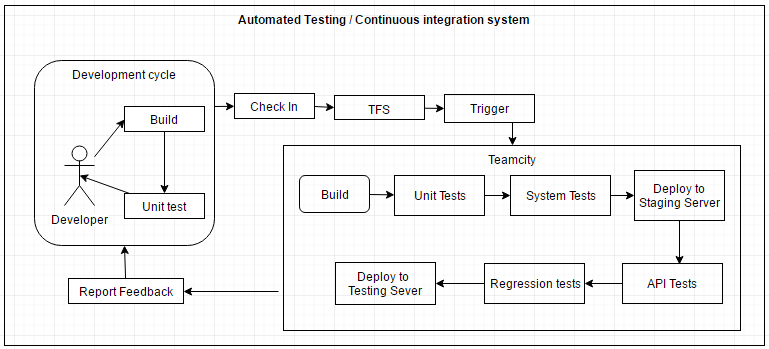 Automated Testing / Continuous integration system
Development cycle
Build
Unit test
Developer
Check In
TFS
Trigger
Teamcity
Build
Unit Tests
System Tests
Deploy to
Staging Server
API Tests
Regression tests
Deploy to
Testing Sever
Report Feedback